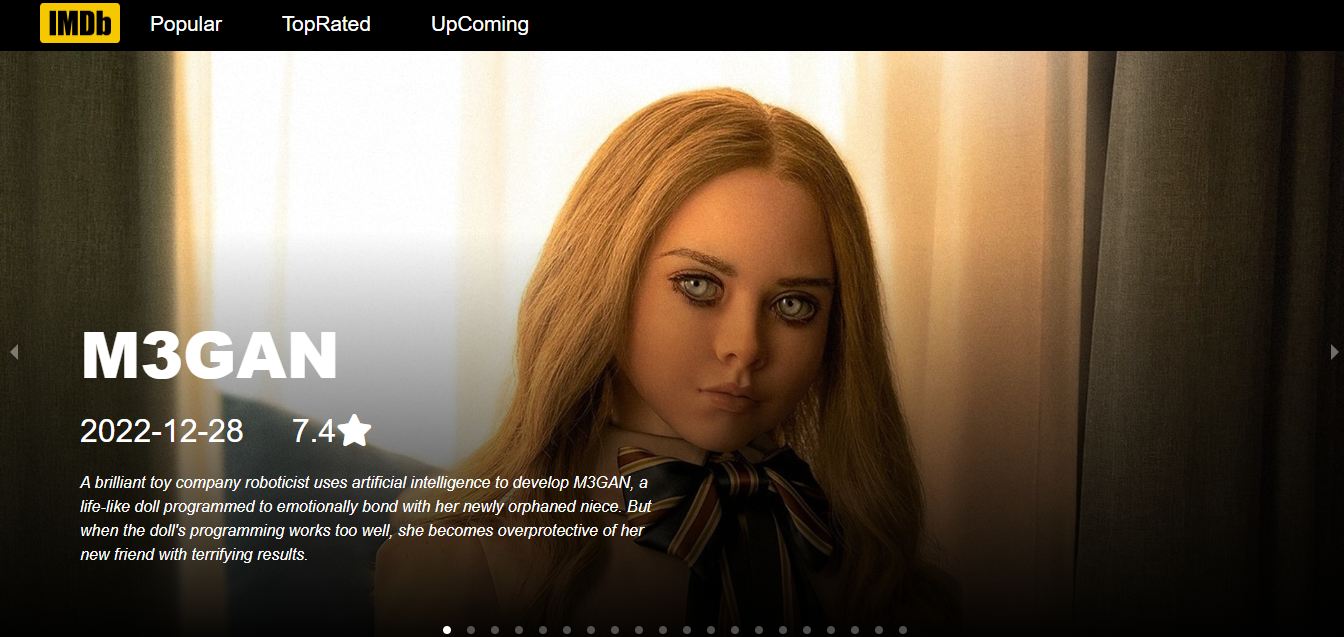 IMDb Popular TopRated UpComing
M3GAN
2022-12-28 7.4
A brilliant toy company roboticist uses artificial intelligence to develop M3GAN, a
life-like doll programmed to emotionally bond with her newly orphaned niece. But
when the doll's programming works too well, she becomes overprotective of her
new friend with terrifying results.